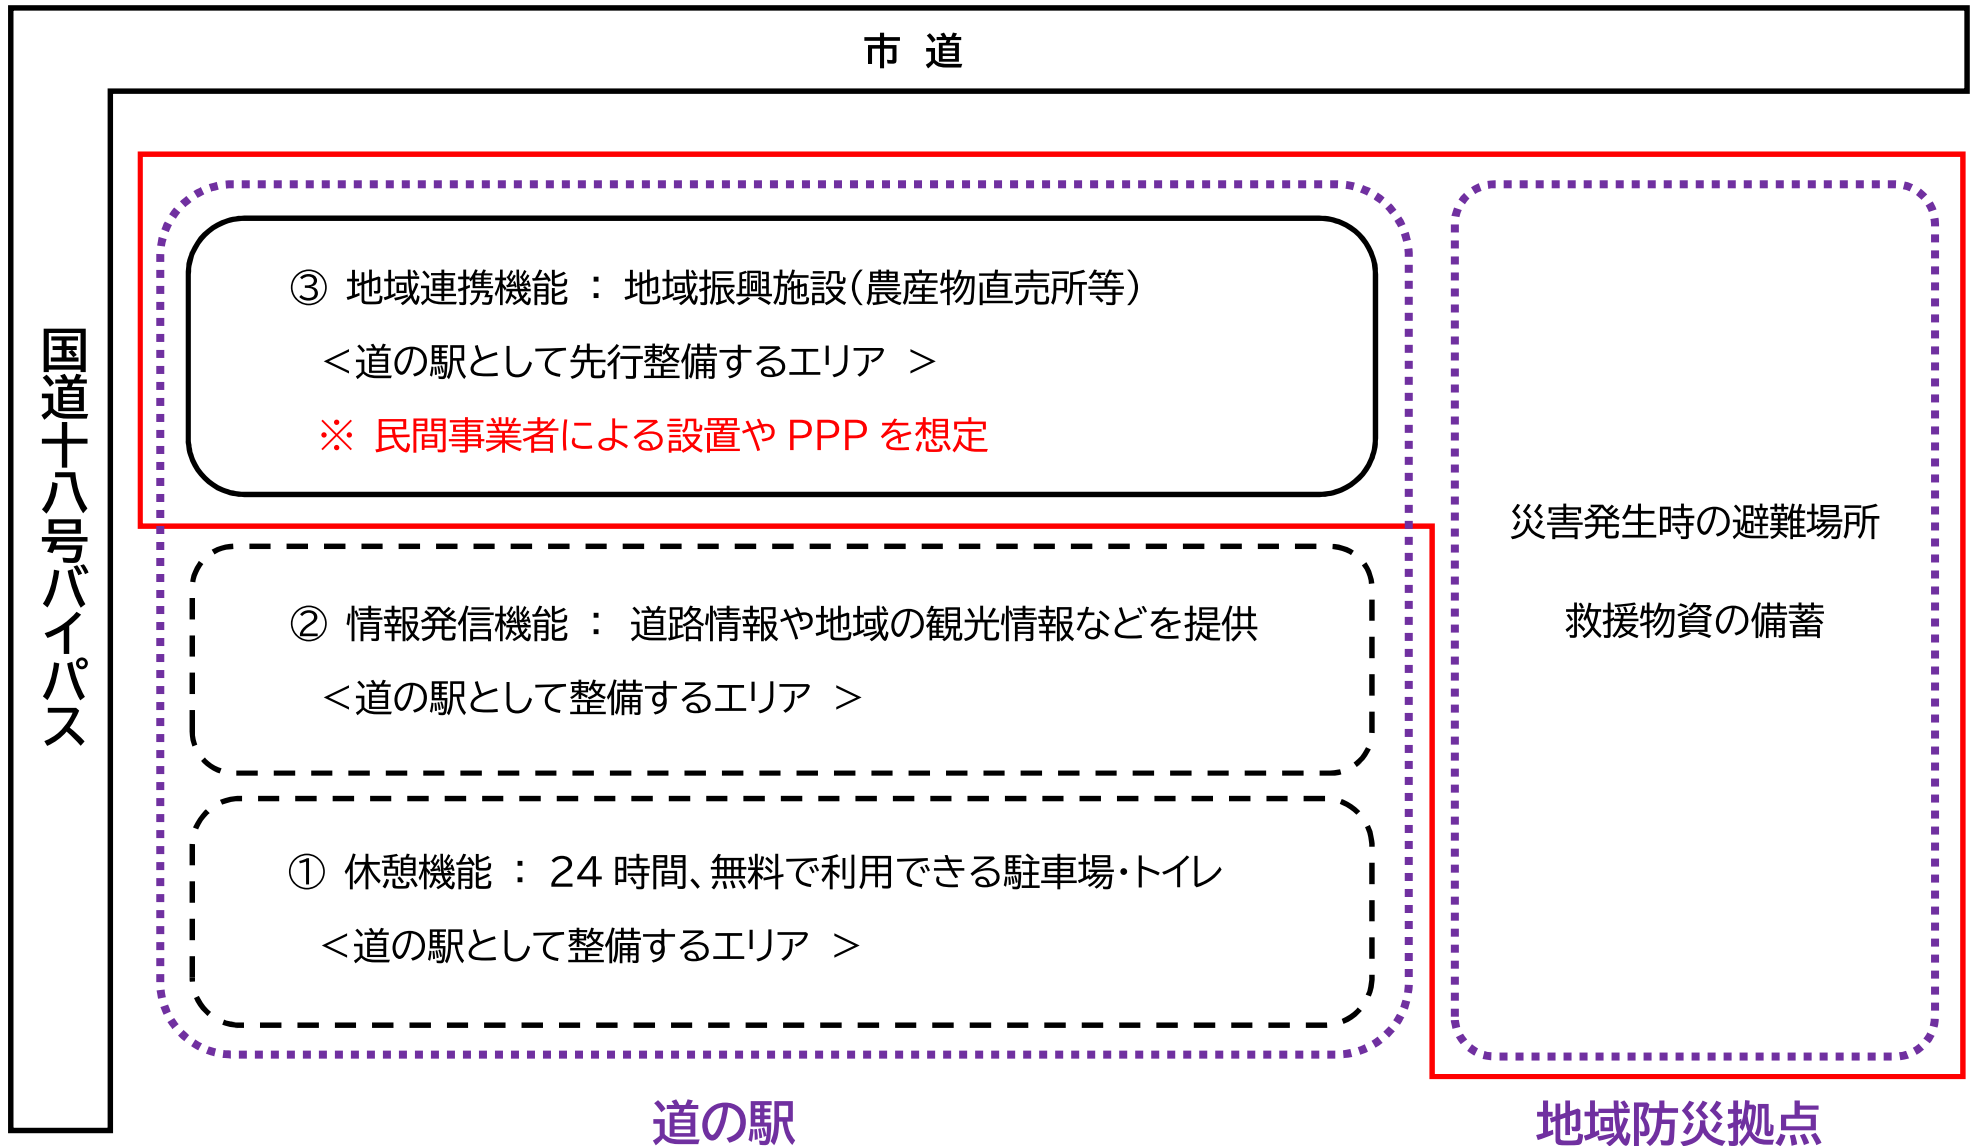 市 道
国道十八号バイパス
③ 地域連携機能 : 地域振興施設(農産物直売所等)
<道の駅として先行整備するエリア >
※ 民間事業者による設置や PPP を想定
② 情報発信機能 : 道路情報や地域の観光情報などを提供
<道の駅として整備するエリア >
① 休憩機能 : 24 時間、無料で利用できる駐車場・トイレ
<道の駅として整備するエリア >
道の駅
災害発生時の避難場所
救援物資の備蓄
地域防災拠点